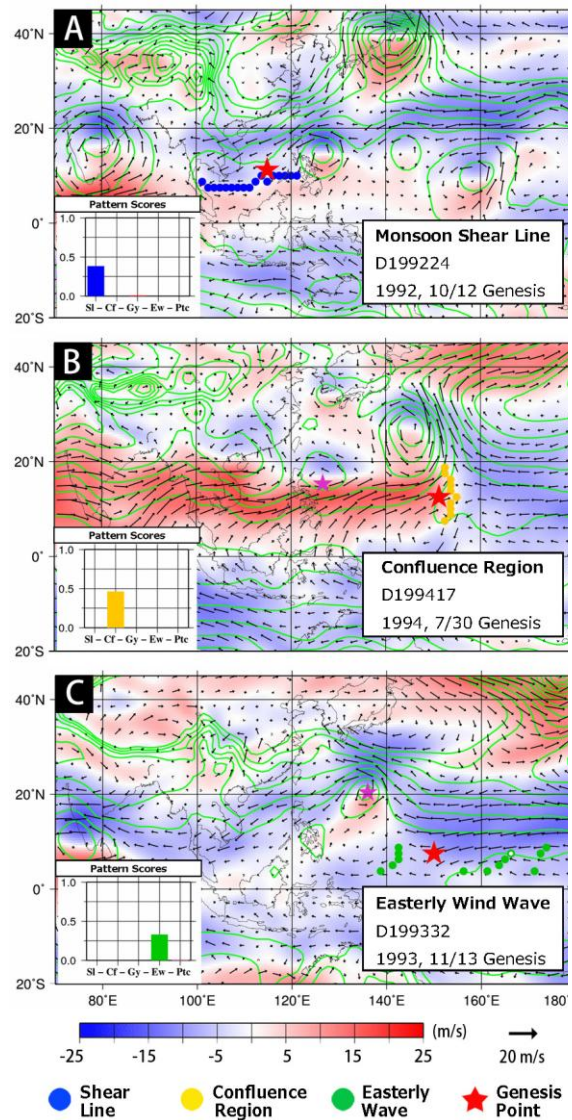 A
40°N
20°N
0°
20°S
Pattern Scores
1.0
0.5
0.0
Sl – Cf – Gy – Ew – Ptc
Monsoon Shear Line
D199224
1992, 10/12 Genesis
B
40°N
20°N
0°
20°S
Pattern Scores
1.0
0.5
0.0
Sl – Cf – Gy – Ew – Ptc
Confluence Region
D199417
1994, 7/30 Genesis
C
40°N
20°N
0°
20°S
Pattern Scores
1.0
0.5
0.0
Sl – Cf – Gy – Ew – Ptc
Easterly Wind Wave
D199332
1993, 11/13 Genesis
80°E 100°E 120°E 140°E 160°E 180°
-25 -15 -5 5 15 25 (m/s)
20 m/s
Shear Line
Confluence Region
Easterly Wave
Genesis Point